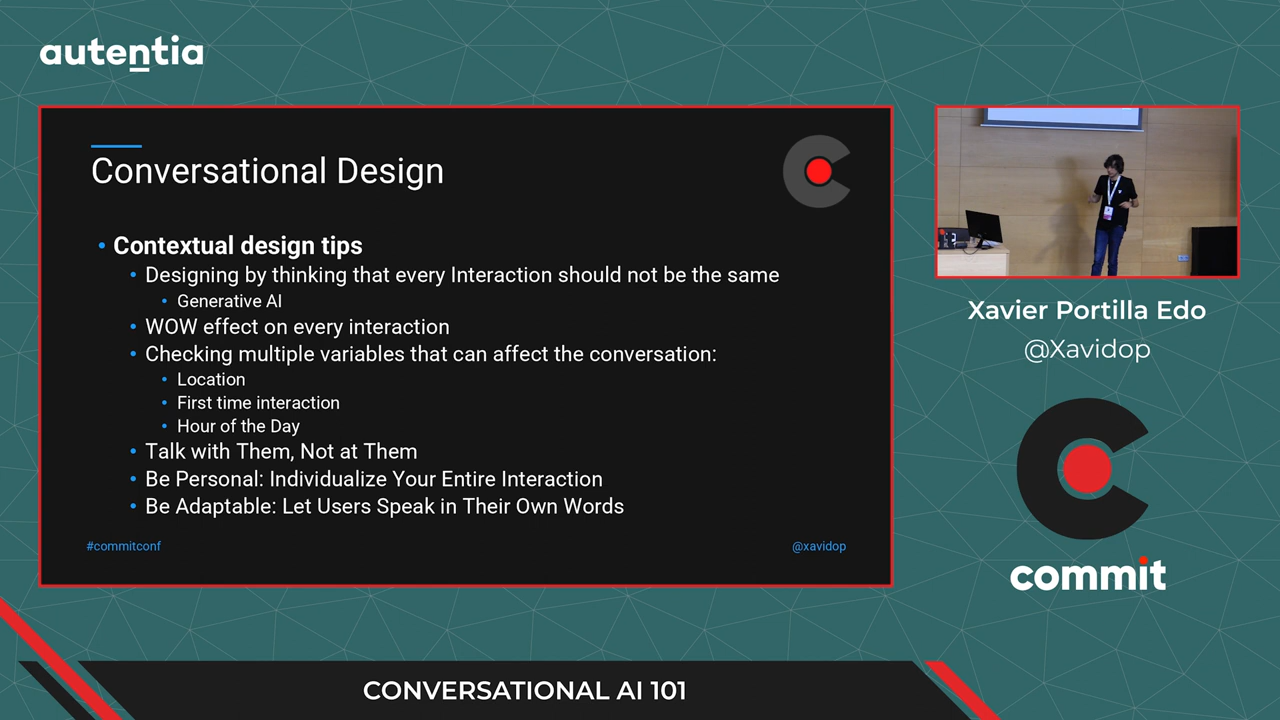 autentia
Conversational Design
Contextual design tips
Designing by thinking that every Interaction should not be the same
Generative AI
WOW effect on every interaction
Checking multiple variables that can affect the conversation:
Location
First time interaction
Hour of the Day
Talk with Them, Not at Them
Be Personal: Individualize Your Entire Interaction
Be Adaptable: Let Users Speak in Their Own Words
#commitconf
@xavidop
Xavier Portilla Edo
@Xavidop
commit
CONVERSATIONAL AI 101